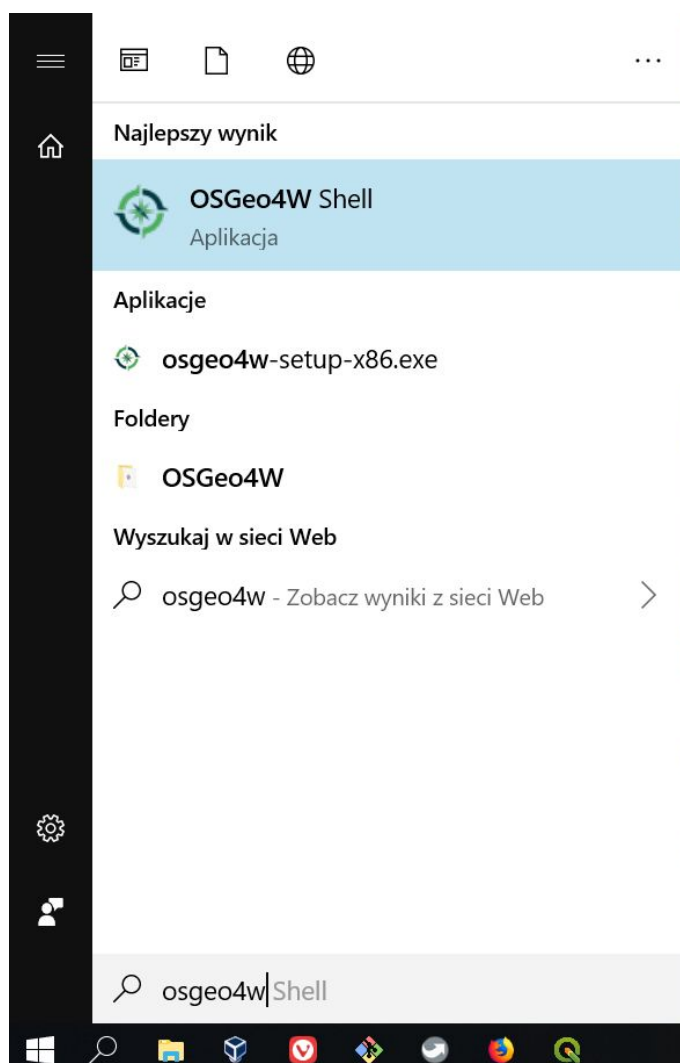 Najlepszy wynik
OSGeo4W Shell
Aplikacja
Aplikacje
osgeo4w-setup-x86.exe
Foldery
OSGeo4W
Wyszukaj w sieci Web
osgeo4w - Zobacz wyniki z sieci Web
osgeo4w Shell